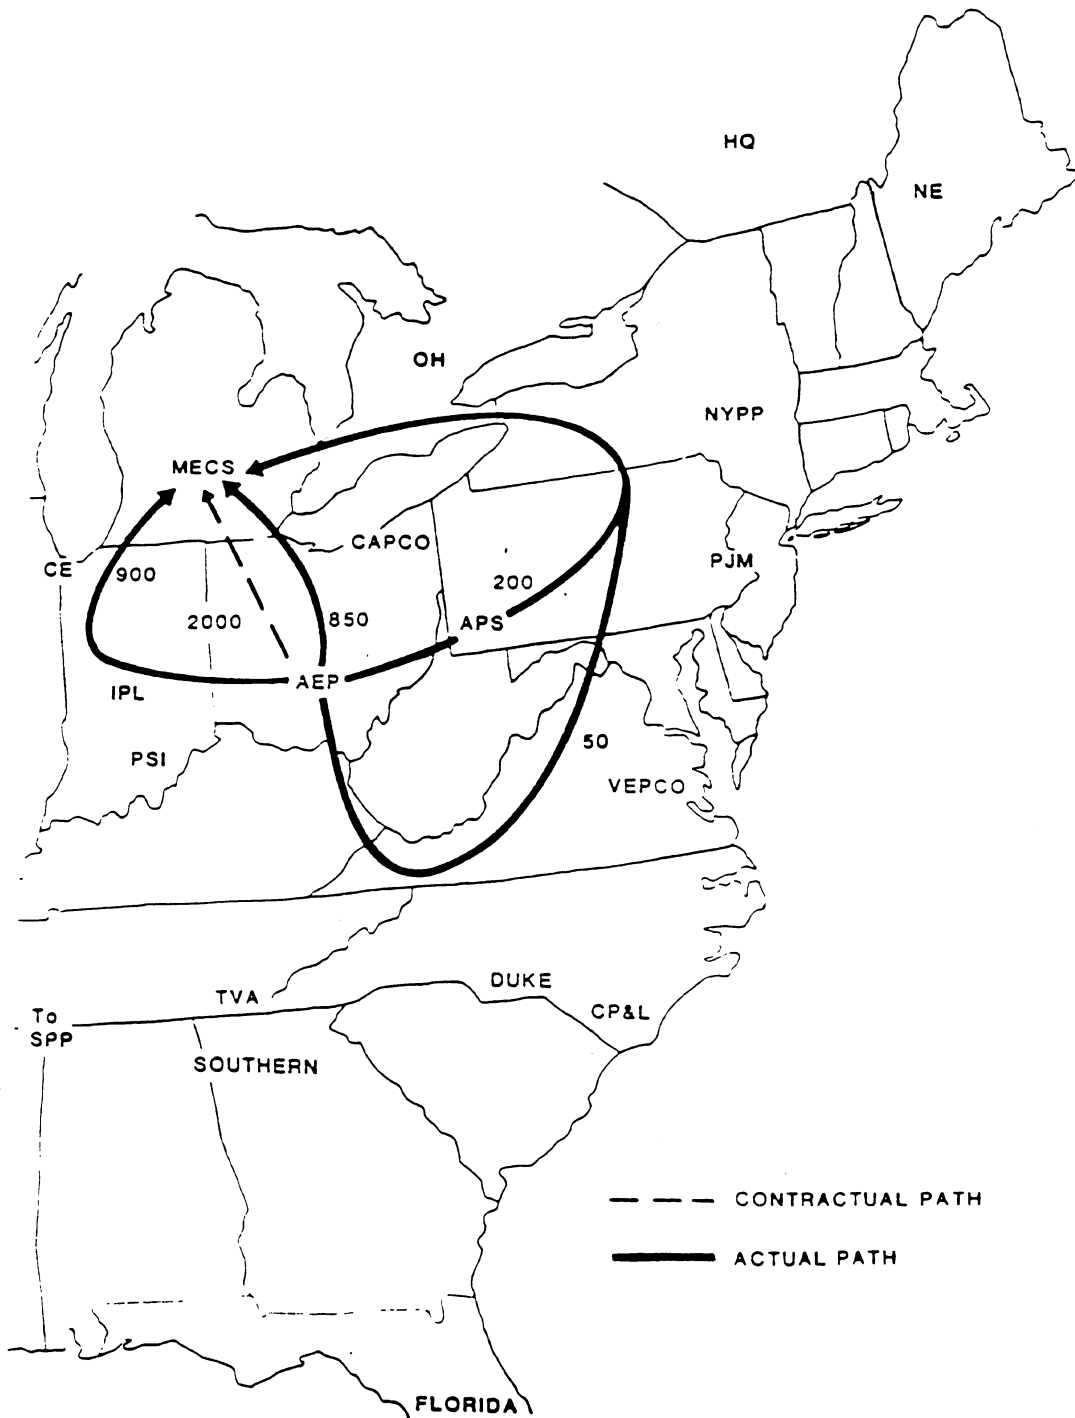 HQ
NE
OH
NYPP
MECS
CAPCO
CE
900
PJM
200
2000
850
APS
AEP
IPL
50
PSI
VEPCO
DUKE
TVA
CP&L
To
SPP
SOUTHERN
CONTRACTUAL PATH
ACTUAL PATH
FLORIDA